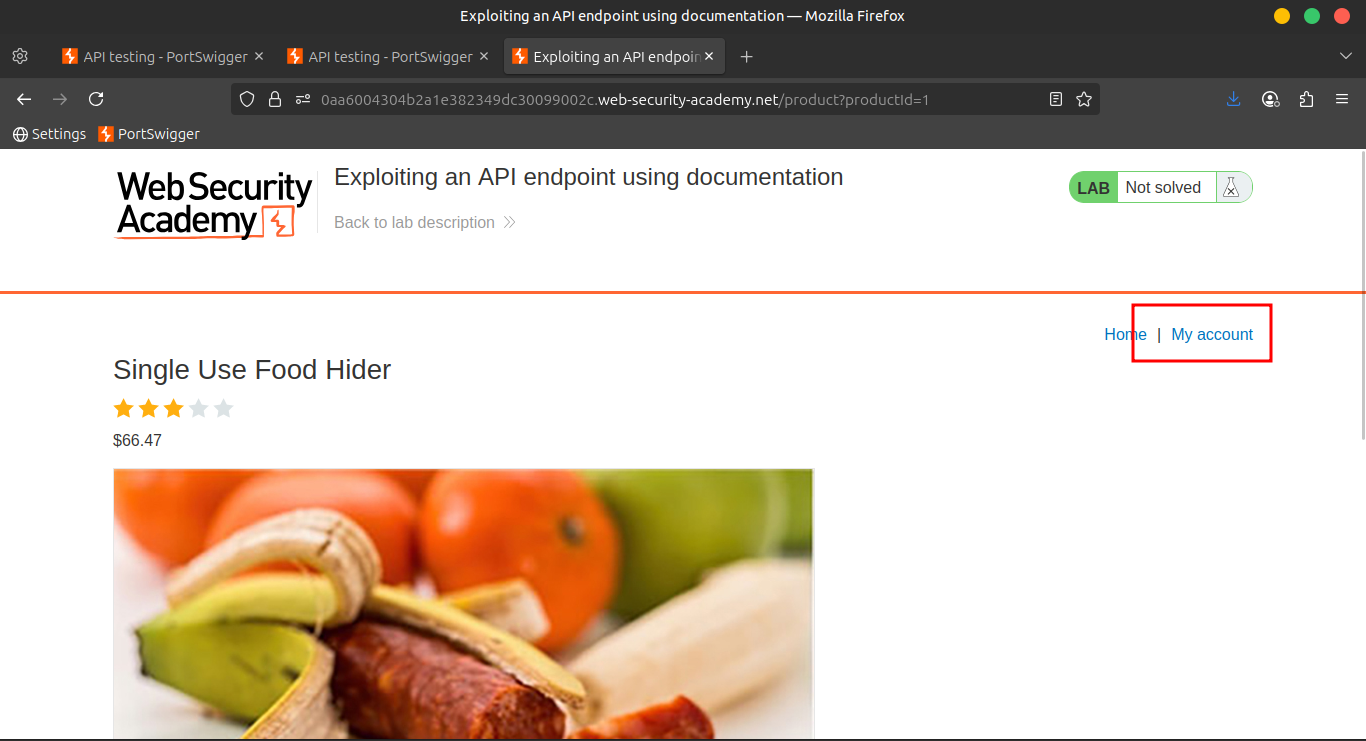 Exploiting an API endpoint using documentation — Mozilla Firefox
API testing - PortSwigger
API testing - PortSwigger
Exploiting an API endpoin
0aa6004304b2a1e382349dc30099002c.web-security-academy.net/product?productId=1
Settings
PortSwigger
Web Security
Academy
Exploiting an API endpoint using documentation
Back to lab description
LAB Not solved
Home | My account
Single Use Food Hider
$66.47